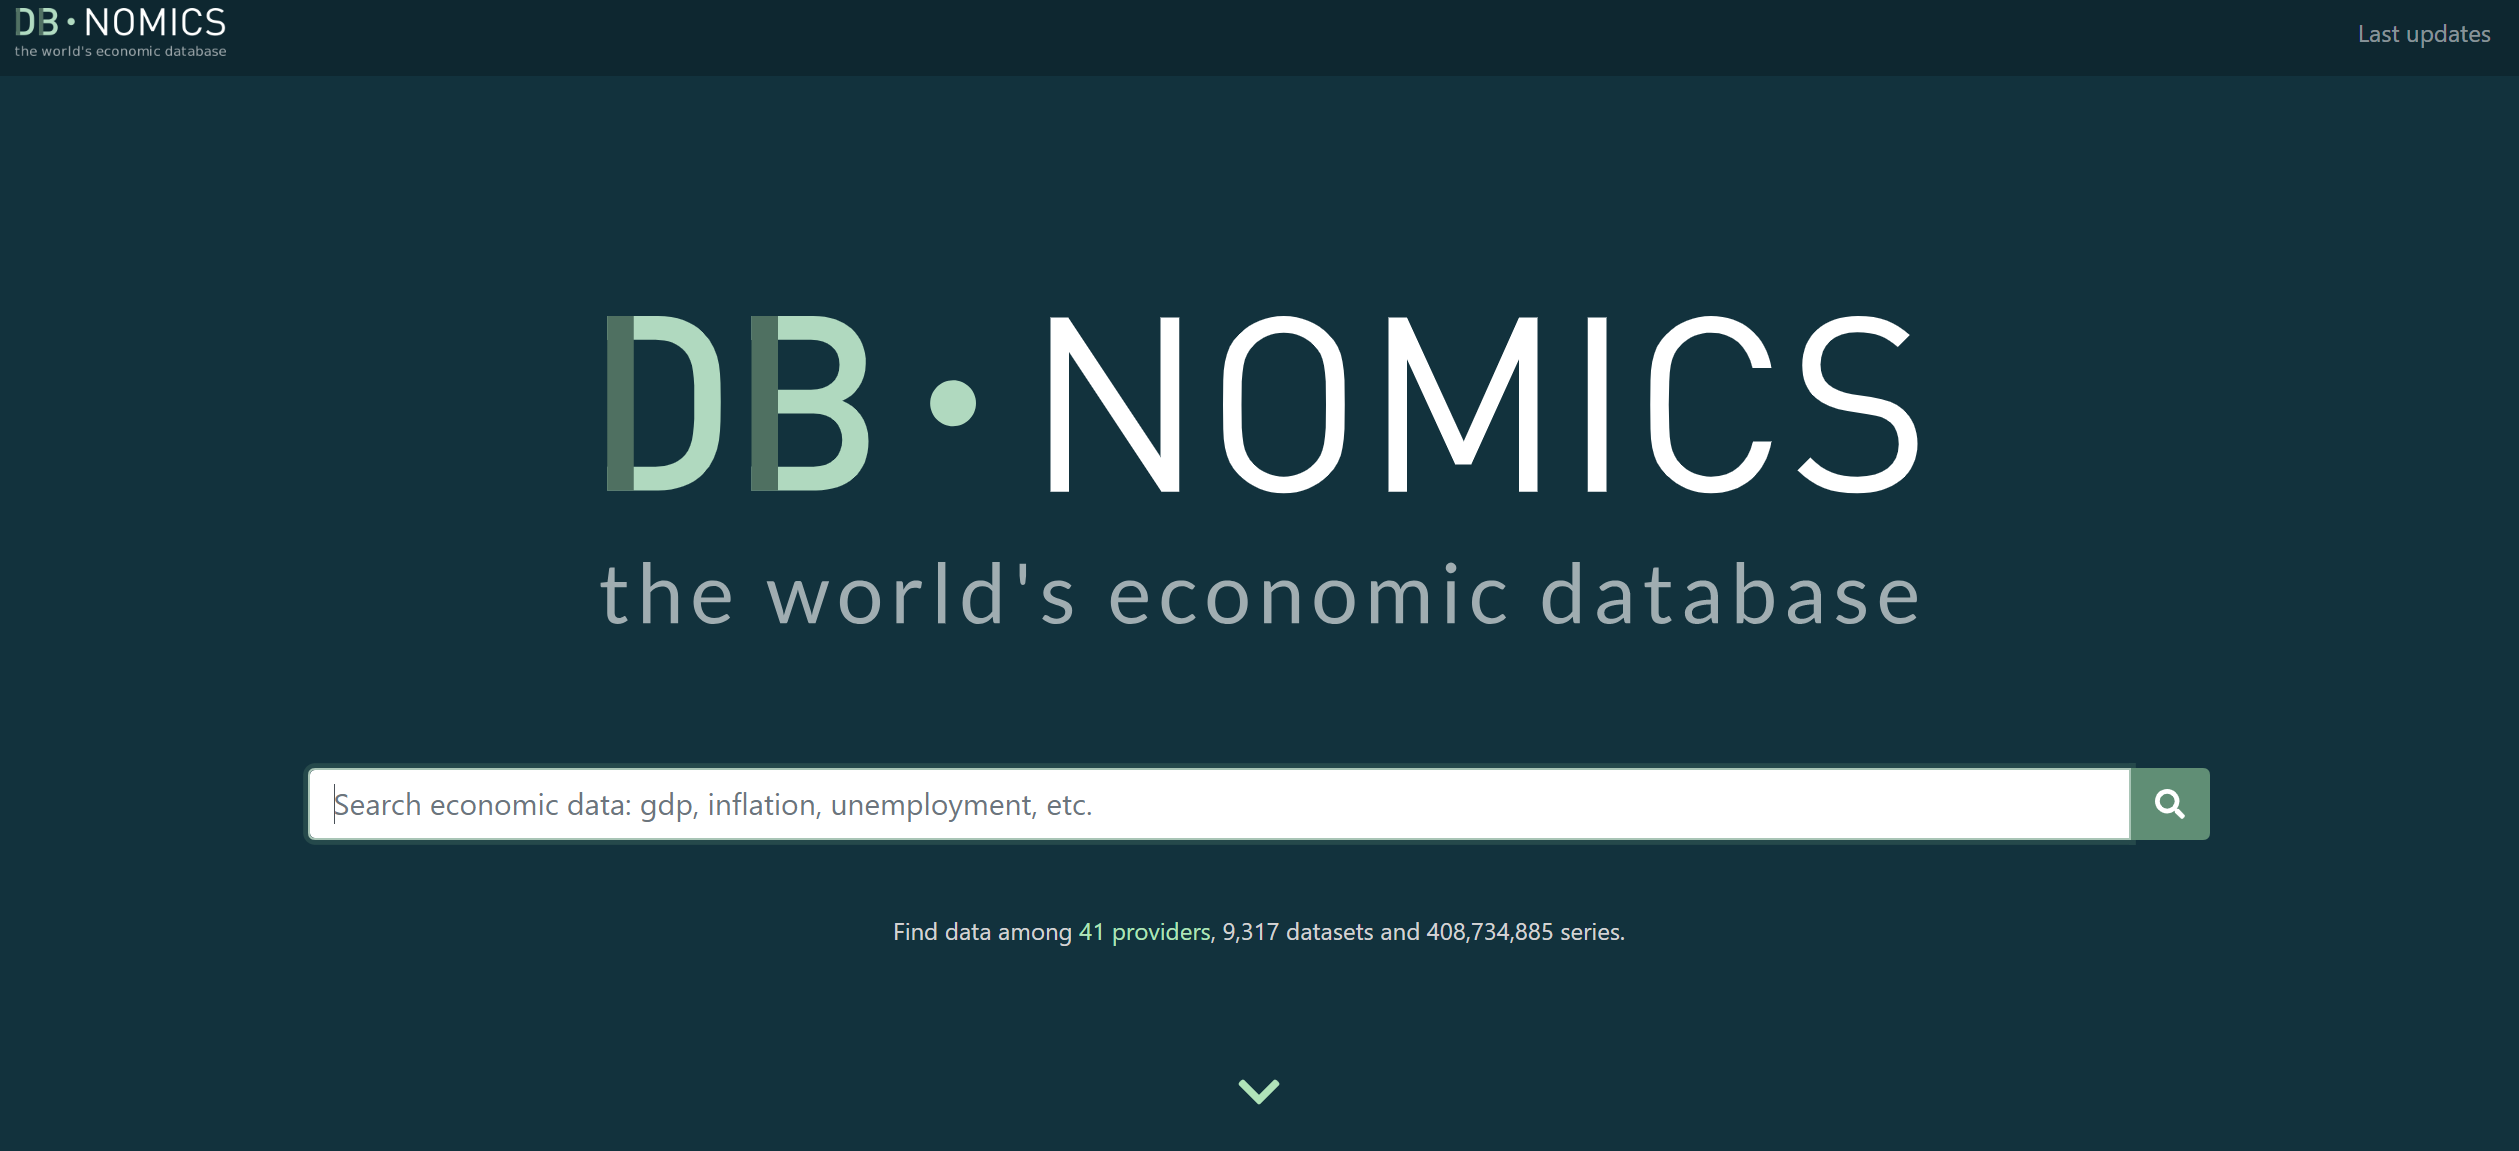 DB • NOMICS
the world's economic database
Last updates
DB • NOMICS
the world's economic database
Search economic data: gdp, inflation, unemployment, etc.
Find data among 41 providers, 9,317 datasets and 408,734,885 series.